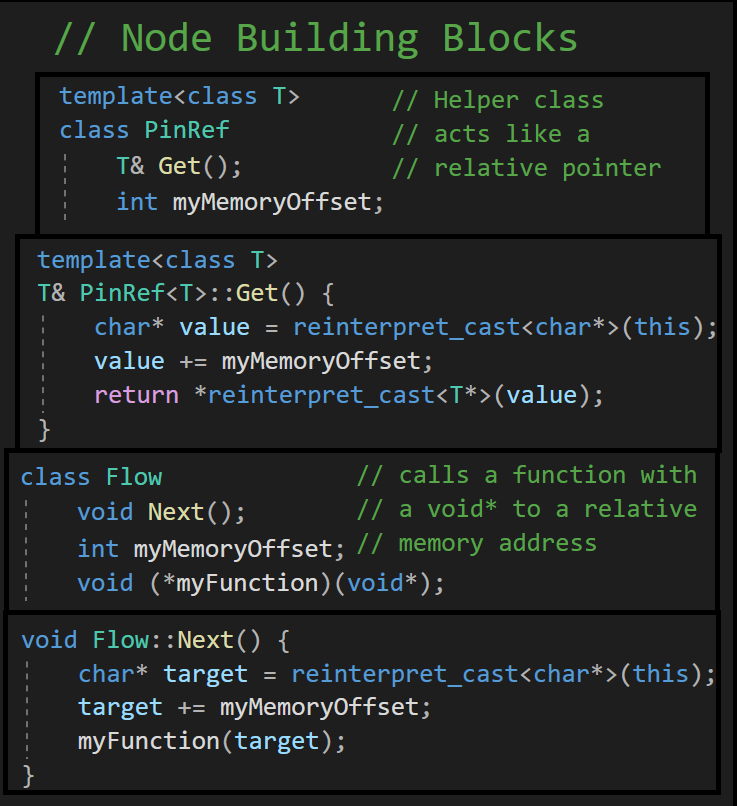 // Node Building Blocks
template<class T> // Helper class
class PinRef // acts like a
T& Get(); // relative pointer
int myMemoryOffset;
template<class T>
T& PinRef<T>::Get() {
char* value = reinterpret_cast<char*>(this);
value += myMemoryOffset;
return *reinterpret_cast<T*>(value);
}
class Flow // calls a function with
void Next(); // a void* to a relative
int myMemoryOffset; // memory address
void (*myFunction)(void*);
void Flow::Next() {
char* target = reinterpret_cast<char*>(this);
target += myMemoryOffset;
myFunction(target);
}